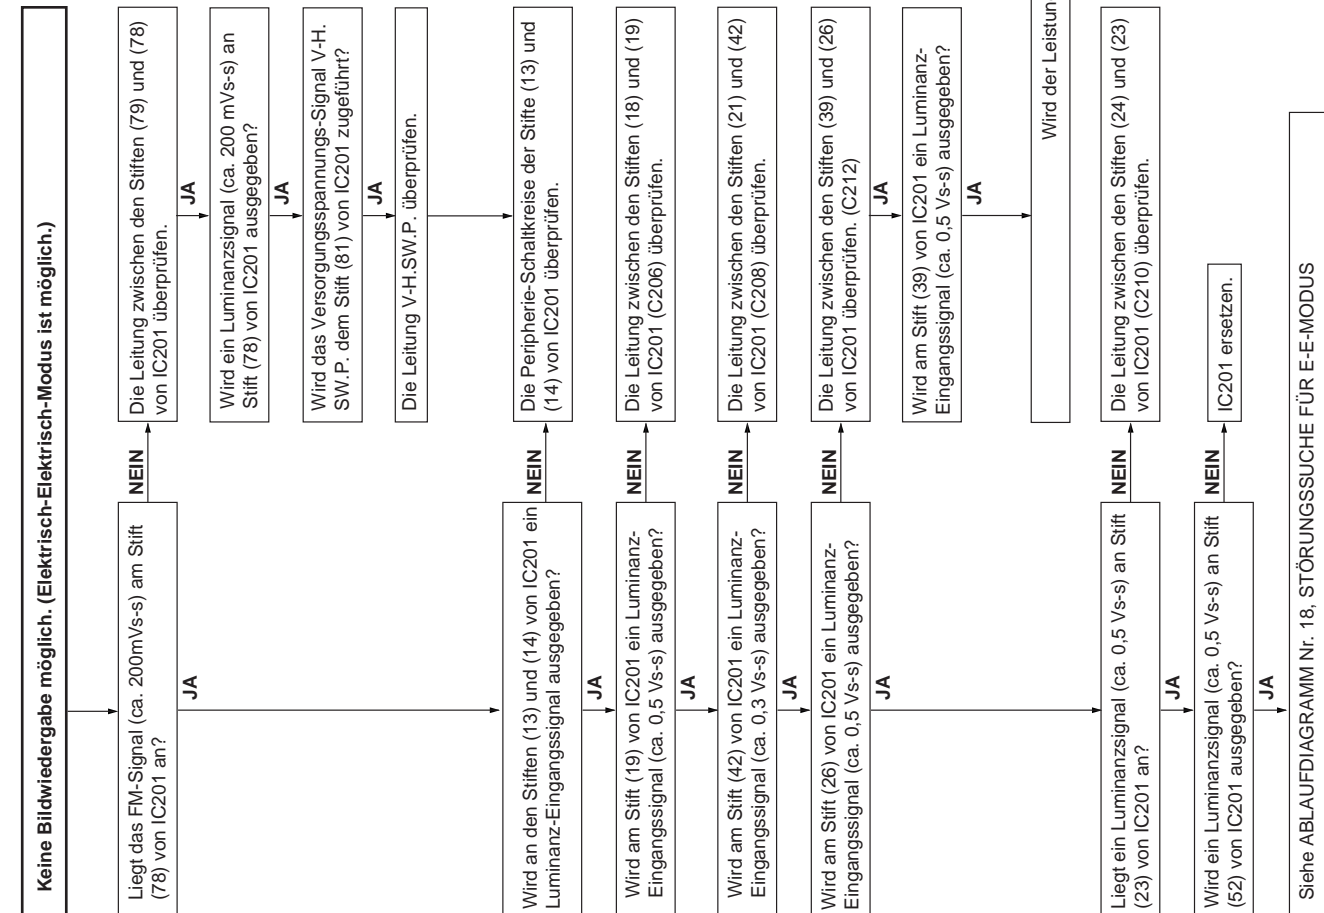 Keine Bildwiedergabe möglich. (Elektrisch-Elektrisch-Modus ist möglich.)
Liegt das FM-Signal (ca. 200mVs-s) am Stift
(78) von IC201 an?
NEIN
Die Leitung zwischen den Stiften (79) und (78)
von IC201 überprüfen.
JA
JA
Wird ein Luminanzsignal (ca. 200 mVs-s) an
Stift (78) von IC201 ausgegeben?
JA
Wird das Versorgungsspannungs-Signal V-H.
SW.P. dem Stift (81) von IC201 zugeführt?
JA
Die Leitung V-H.SW.P. überprüfen.
Wird an den Stiften (13) und (14) von IC201 ein
Luminanz-Eingangssignal ausgegeben?
NEIN
Die Peripherie-Schaltkreise der Stifte (13) und
(14) von IC201 überprüfen.
JA
Wird am Stift (19) von IC201 ein Luminanz-
Eingangssignal (ca. 0,5 Vs-s) ausgegeben?
NEIN
Die Leitung zwischen den Stiften (18) und (19)
von IC201 (C206) überprüfen.
JA
Wird am Stift (42) von IC201 ein Luminanz-
Eingangssignal (ca. 0,3 Vs-s) ausgegeben?
NEIN
Die Leitung zwischen den Stiften (21) und (42)
von IC201 (C208) überprüfen.
JA
Wird am Stift (26) von IC201 ein Luminanz-
Eingangssignal (ca. 0,5 Vs-s) ausgegeben?
NEIN
Die Leitung zwischen den Stiften (39) und (26)
von IC201 überprüfen. (C212)
JA
JA
Wird am Stift (39) von IC201 ein Luminanz-
Eingangssignal (ca. 0,5 Vs-s) ausgegeben?
JA
Wird der Leistun
Liegt ein Luminanzsignal (ca. 0,5 Vs-s) an Stift
(23) von IC201 an?
NEIN
Die Leitung zwischen den Stiften (24) und (23)
von IC201 (C210) überprüfen.
JA
Wird ein Luminanzsignal (ca. 0,5 Vs-s) an Stift
(52) von IC201 ausgegeben?
NEIN
IC201 ersetzen.
JA
Siehe ABLAUFDIAGRAMM Nr. 18, STÖRUNGSSUCHE FÜR E-E-MODUS